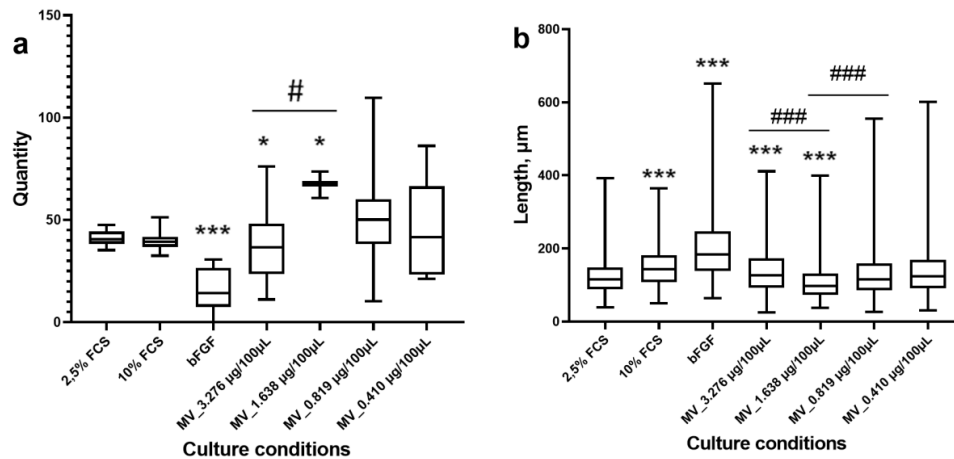 a
150
100
50
0
Quantity
#
*
*
***
2,5% FCS
10% FCS
bFGF
MV_3.276 µg/100µL
MV_1.638 µg/100µL
MV_0.819 µg/100µL
MV_0.410 µg/100µL
Culture conditions
b
800
600
400
200
0
Length, µm
***
###
###
***
***
***
2,5% FCS
10% FCS
bFGF
MV_3.276 µg/100µL
MV_1.638 µg/100µL
MV_0.819 µg/100µL
MV_0.410 µg/100µL
Culture conditions